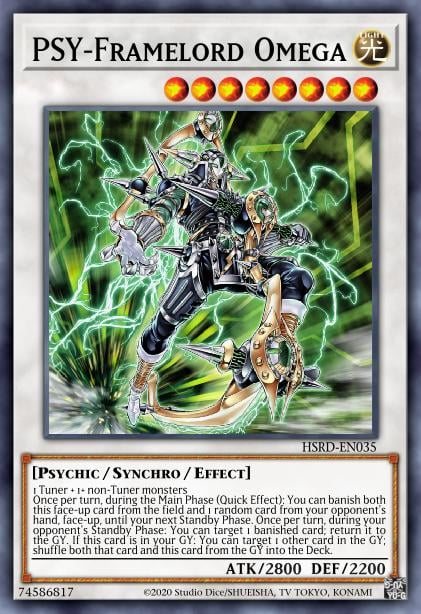 PSY-Framelord Omega
LIGHT
光
HSRD-EN035
[Psychic / Synchro / Effect]
1 Tuner + 1+ non-Tuner monsters
Once per turn, during the Main Phase (Quick Effect): You can banish both
this face-up card from the field and 1 random card from your opponent's
hand, face-up, until your next Standby Phase. Once per turn, during your
opponent's Standby Phase: You can target 1 banished card; return it to
the GY. If this card is in your GY: You can target 1 other card in the GY;
shuffle both that card and this card from the GY into the Deck.
ATK/2800 DEF/2200
74586817
©2020 Studio Dice/SHUEISHA, TV TOKYO, KONAMI